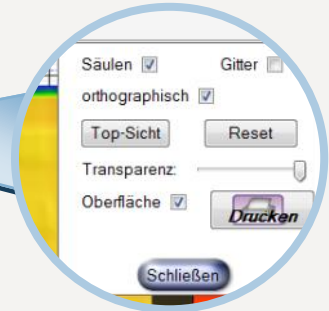 Säulen Gitter
orthographisch
Top-Sicht Reset
Transparenz:
Oberfläche Drucken
Schließen